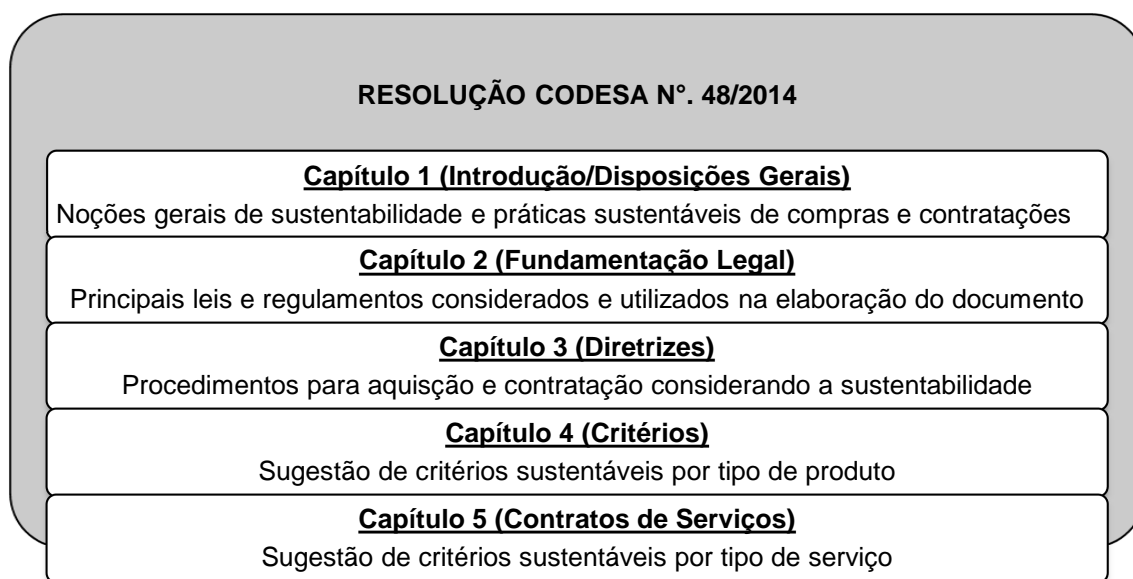 RESOLUÇÃO CODESA N°. 48/2014
Capítulo 1 (Introdução/Disposições Gerais)
Noções gerais de sustentabilidade e práticas sustentáveis de compras e contratações
Capítulo 2 (Fundamentação Legal)
Principais leis e regulamentos considerados e utilizados na elaboração do documento
Capítulo 3 (Diretrizes)
Procedimentos para aquisção e contratação considerando a sustentabilidade
Capítulo 4 (Critérios)
Sugestão de critérios sustentáveis por tipo de produto
Capítulo 5 (Contratos de Serviços)
Sugestão de critérios sustentáveis por tipo de serviço